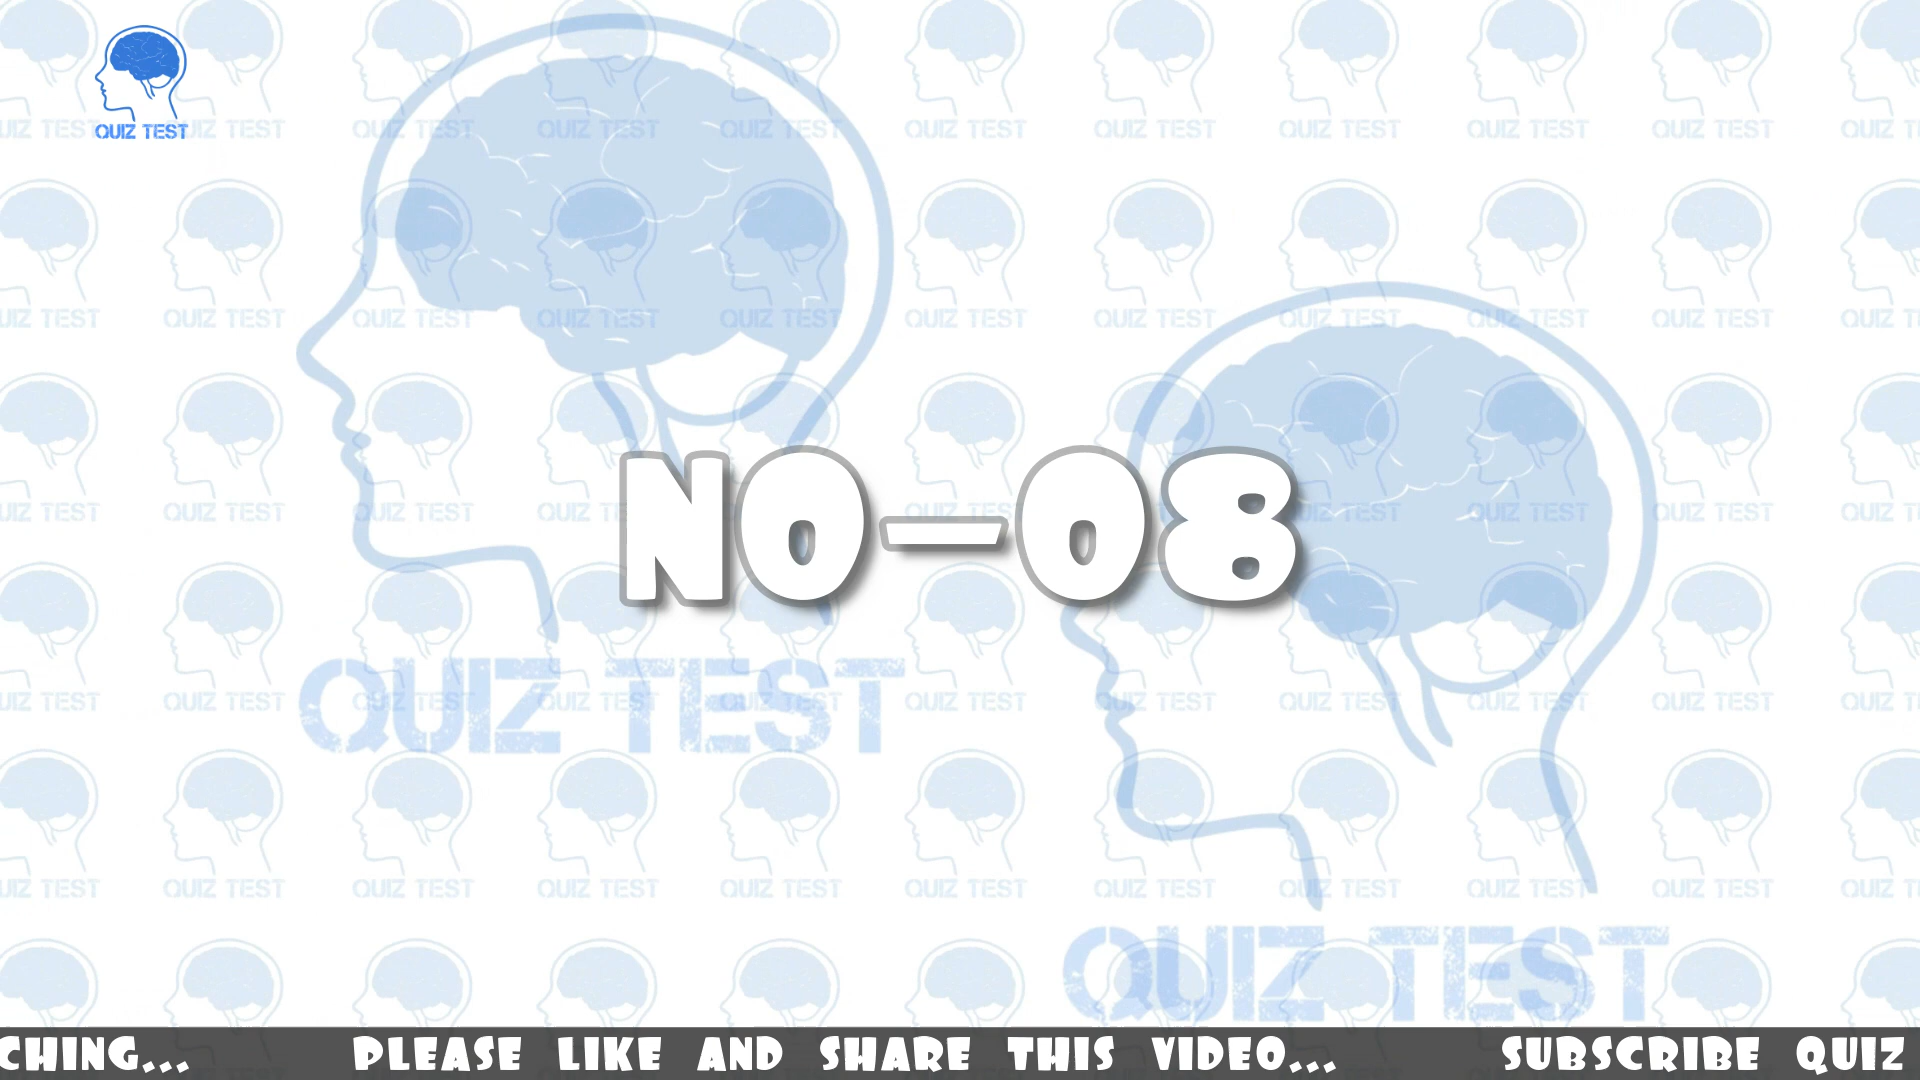 QUIZ TEST
NO-08
QUIZ TEST
QUIZ TEST
CHING... PLEASE LIKE AND SHARE THIS VIDEO... SUBSCRIBE QUIZ